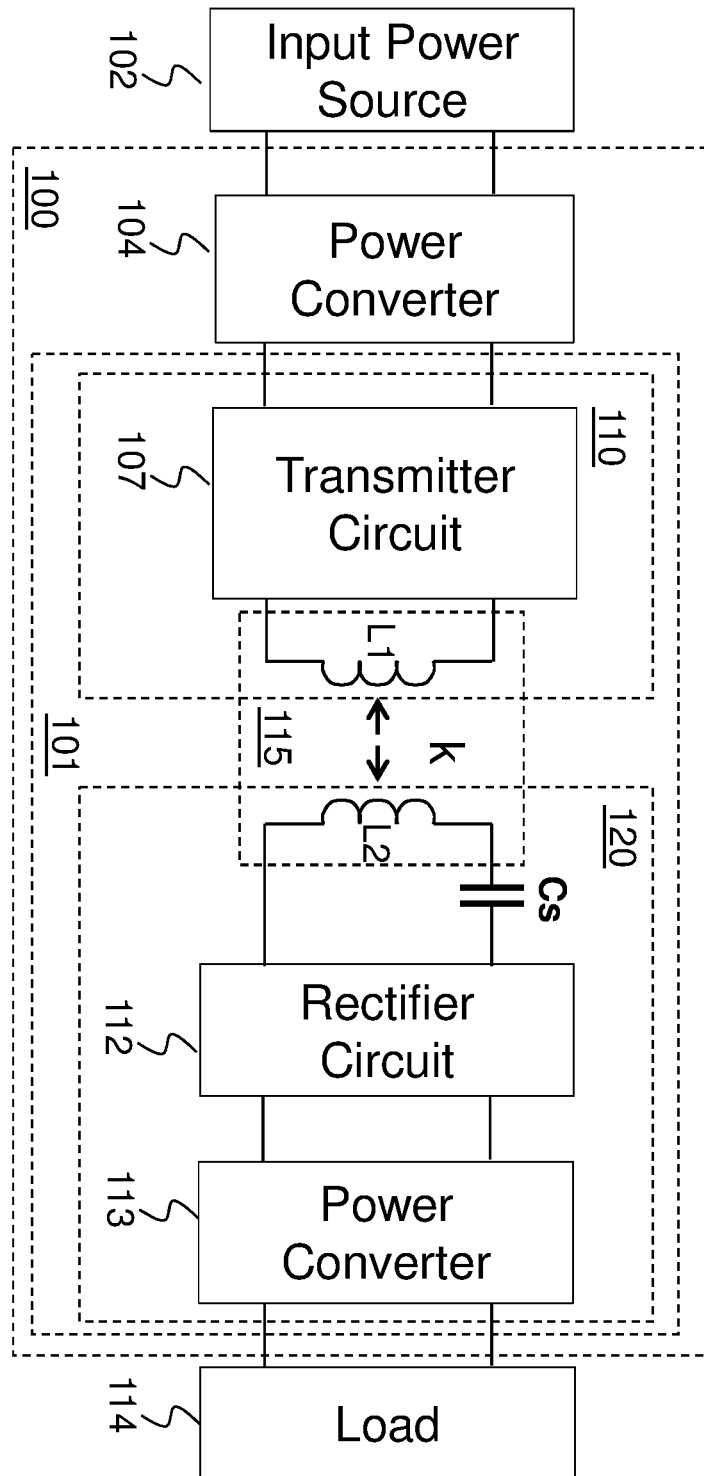 Input Power
Source
102
100
Power
Converter
104
110
Transmitter
Circuit
107
L1
k
115
101
L2
120
Cs
Rectifier
Circuit
112
Power
Converter
113
Load
114